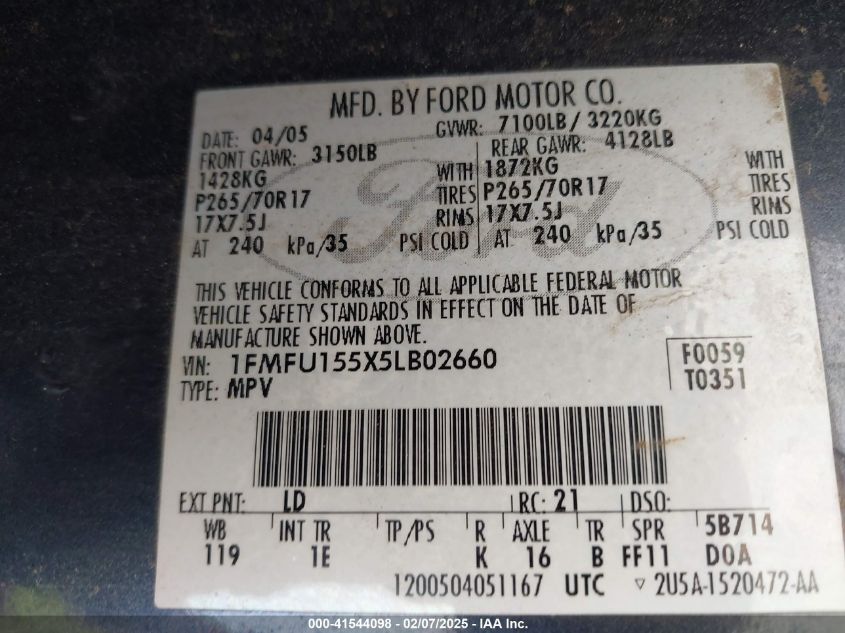 MFD. BY FORD MOTOR CO.
DATE: 04/05 GVWR: 7100LB / 3220KG
FRONT GAWR: 3150LB REAR GAWR: 4128LB
1428KG WITH 1872KG WITH
P265/70R17 TIRES P265/70R17 TIRES
17X7.5J RIMS 17X7.5J RIMS
AT 240 kPa/35 PSI COLD AT 240 kPa/35 PSI COLD
Ford
THIS VEHICLE CONFORMS TO ALL APPLICABLE FEDERAL MOTOR
VEHICLE SAFETY STANDARDS IN EFFECT ON THE DATE OF
MANUFACTURE SHOWN ABOVE.
VIN: 1FMFU155X5LB02660 F0059
TYPE: MPV T0351
EXT PNT: LD RC: 21 DSO:
WB INT TR TP/PS R AXLE TR SPR 5B714
119 1E K 16 B FF11 DOA
1200504051167 UTC ▽ 2U5A-1520472-AA
000-41544098 - 02/07/2025 - IAA Inc.